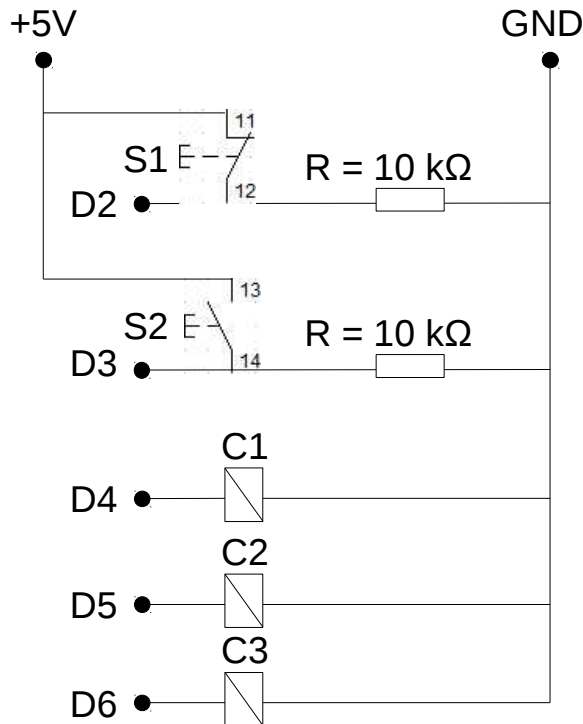 +5V GND
11
S1
R = 10 kΩ
12
D2
13
S2
R = 10 kΩ
14
D3
C1
D4
C2
D5
C3
D6